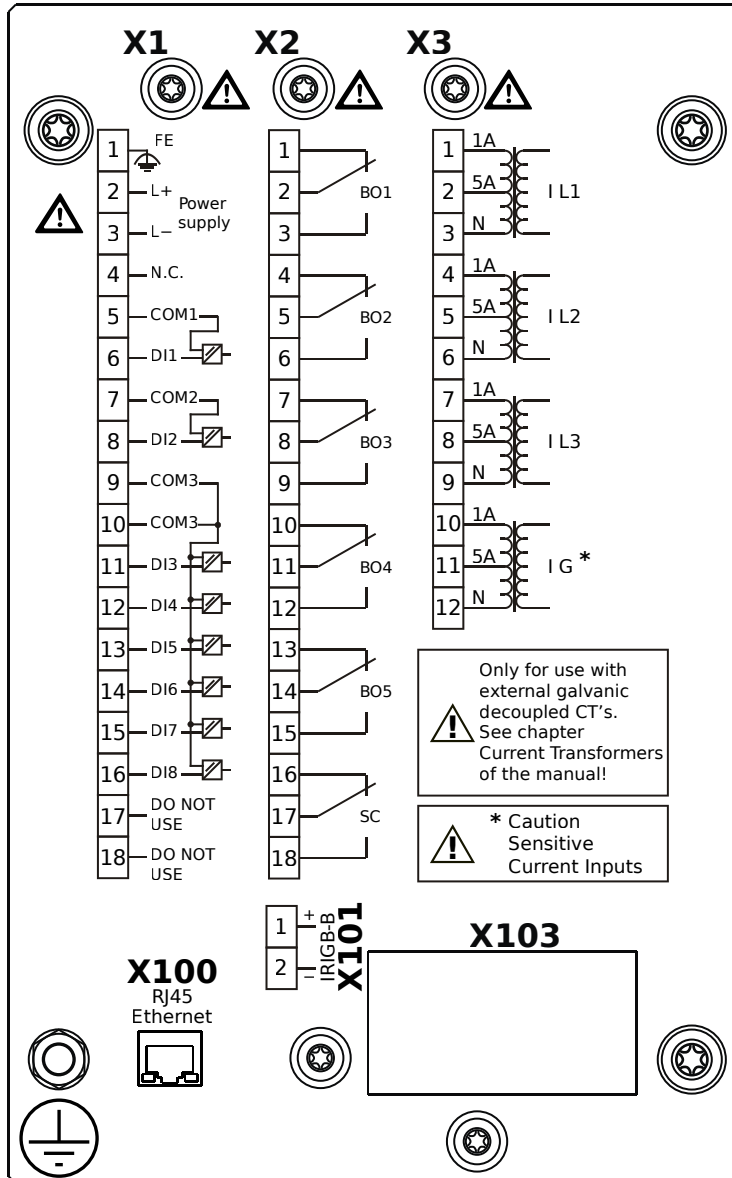 X1
X2
X3
1
FE
2
L+
Power
supply
3
L−
4
N.C.
5
COM1
6
DI1
7
COM2
8
DI2
9
COM3
10
COM3
11
DI3
12
DI4
13
DI5
14
DI6
15
DI7
16
DI8
17
DO NOT
USE
18
DO NOT
USE
1
2
BO1
3
4
5
BO2
6
7
8
BO3
9
10
11
BO4
12
13
14
BO5
15
16
17
SC
18
1
1A
2
5A
I L1
3
N
4
1A
5
5A
I L2
6
N
7
1A
8
5A
I L3
9
N
10
1A
11
5A
I G *
12
N
!
!
!
!
!
Only for use with
external galvanic
decoupled CT's.
See chapter
Current Transformers
of the manual!
!
* Caution
Sensitive
Current Inputs
1
+
2
−
IRIGB-B
X101
X100
RJ45
Ethernet
X103